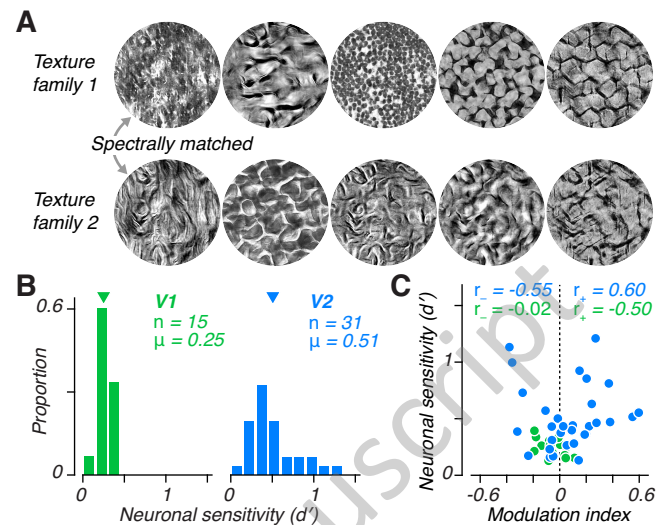 A
Texture
family 1
Spectrally matched
Texture
family 2
B
0.6
Proportion
0
V1
n = 15
μ = 0.25
V2
n = 31
μ = 0.51
0 1 0 1
Neuronal sensitivity (d′)
C
r₋ = -0.55 r₊ = 0.60
r₋ = -0.02 r₊ = -0.50
Neuronal sensitivity (d′)
1
0
-0.6 0 0.6
Modulation index
uscript